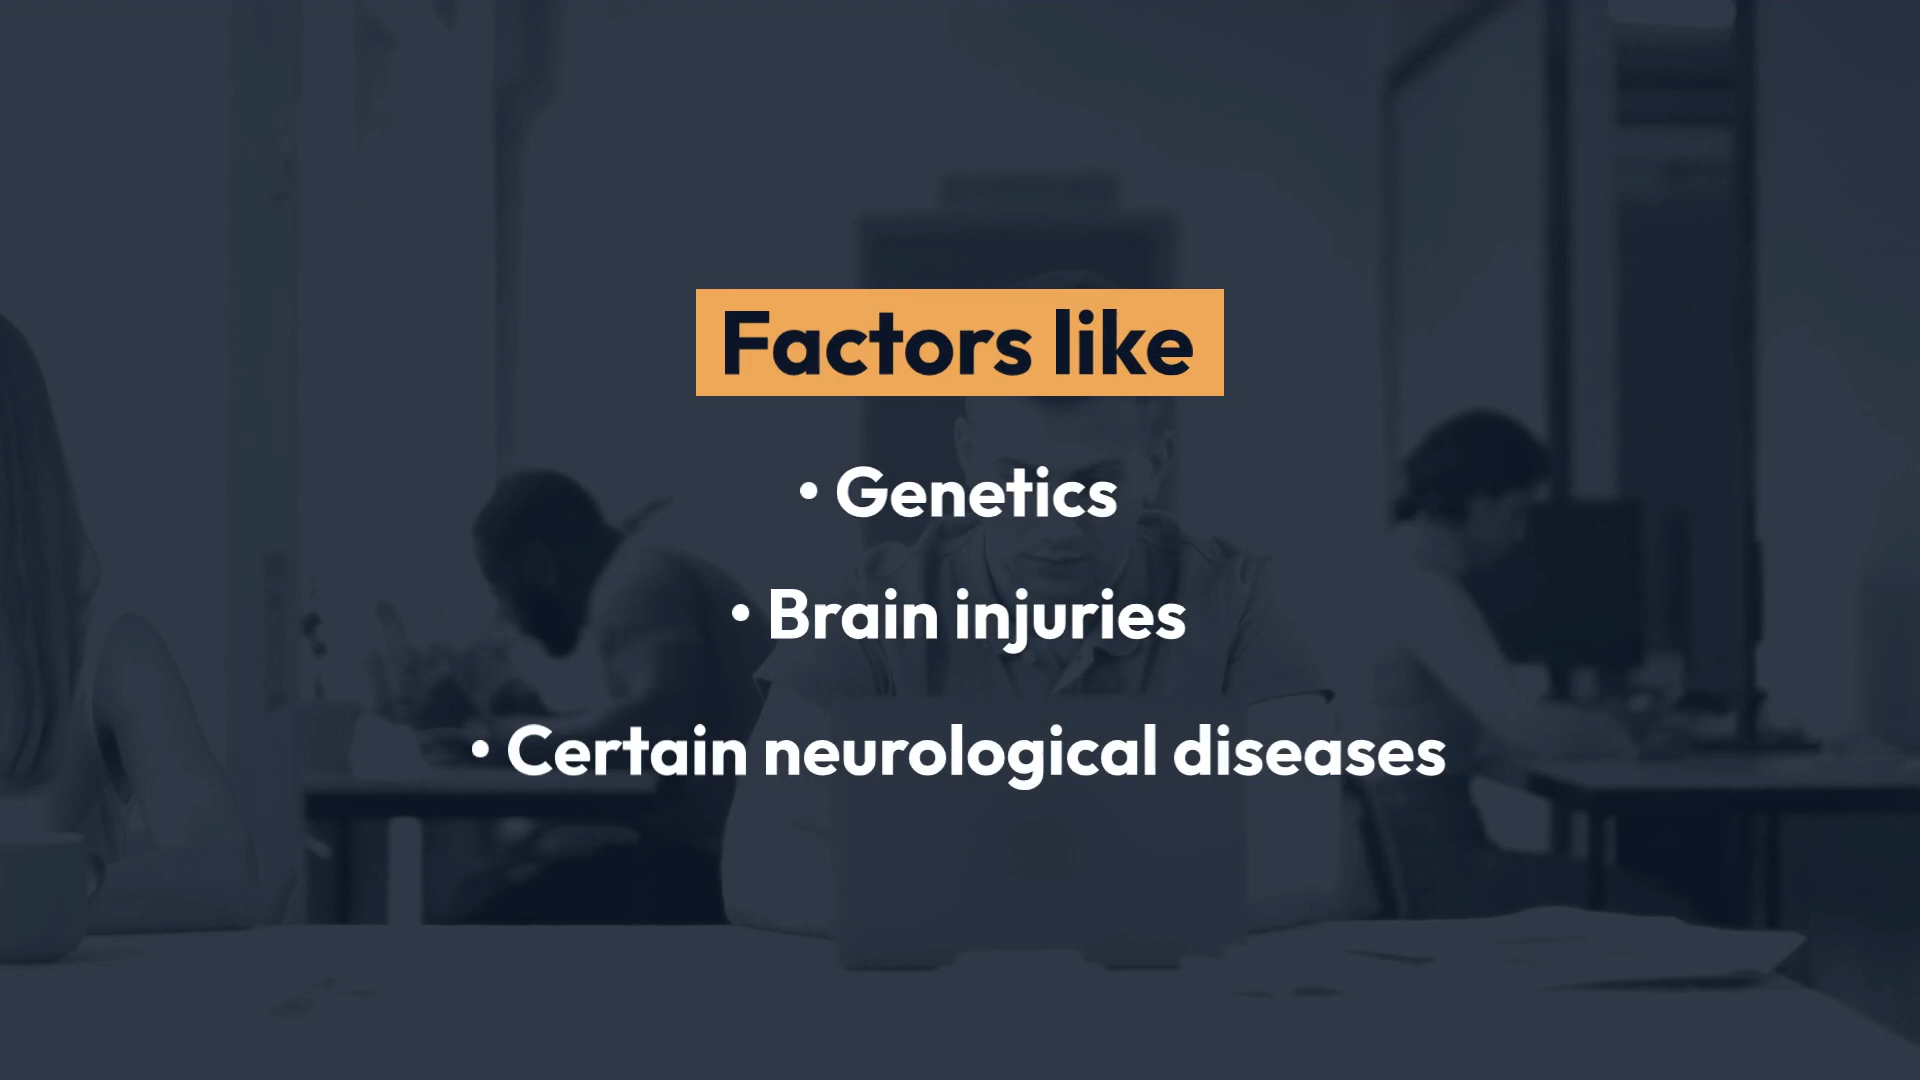 Factors like
• Genetics
• Brain injuries
• Certain neurological diseases